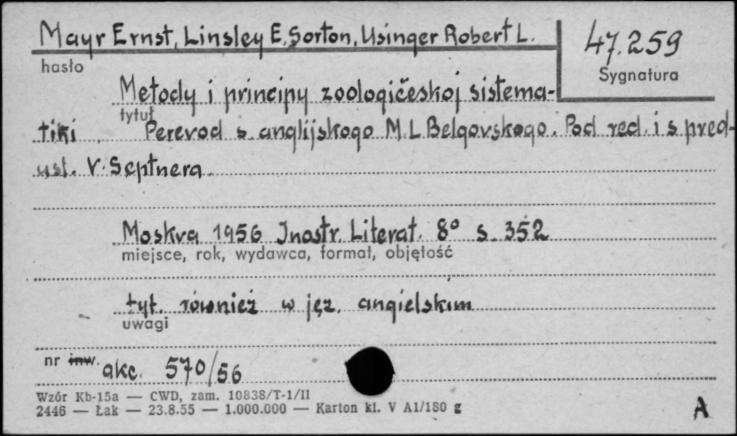 Mayr Ernst, Linsley E. Gorton, Usinger Robert L.
47.259
hasło
Sygnatura
Metody i principy zoologičeskoj sistema-
tytuł
tiki Perevod s anglijskogo M. L. Belgovskogo. Pod red. i s pred-
usl. V. Septnera
Moskva 1956 Inostr. Literat. 8° s. 352
miejsce, rok, wydawca, format, objętość
tyt. również w jęz. angielskim
uwagi
nr inw. akc. 570/56
Wzór Kb-15a — CWD, zam. 10838/T-1/II
2446 — Łak — 23.8.55 — 1.000.000 — Karton kl. V A1/180 g
A